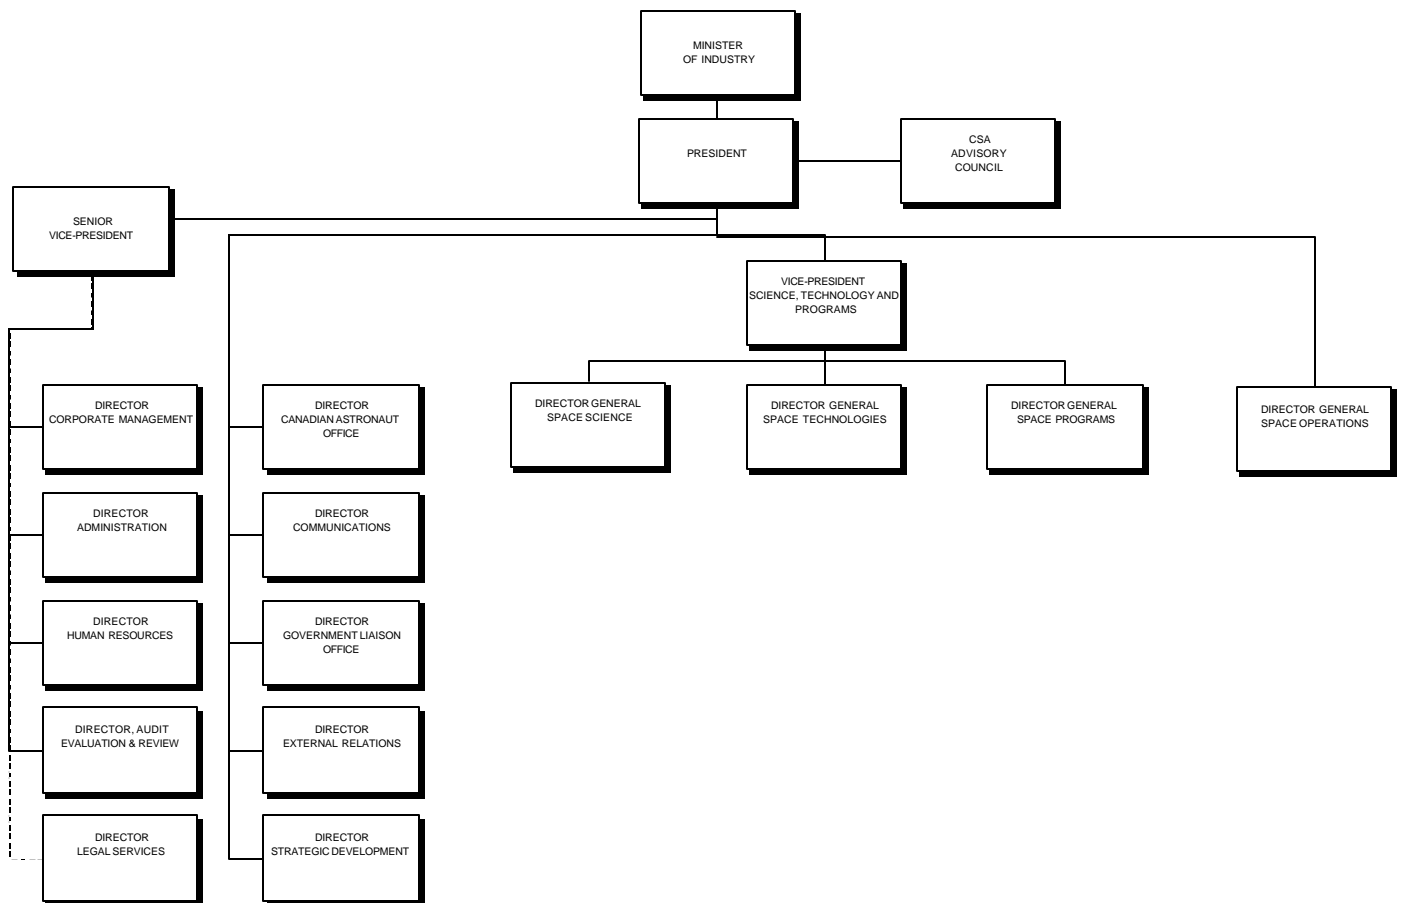 MINISTER
OF INDUSTRY
PRESIDENT
CSA
ADVISORY
COUNCIL
SENIOR
VICE-PRESIDENT
VICE-PRESIDENT
SCIENCE, TECHNOLOGY AND
PROGRAMS
DIRECTOR
CORPORATE MANAGEMENT
DIRECTOR
CANADIAN ASTRONAUT
OFFICE
DIRECTOR GENERAL
SPACE SCIENCE
DIRECTOR GENERAL
SPACE TECHNOLOGIES
DIRECTOR GENERAL
SPACE PROGRAMS
DIRECTOR GENERAL
SPACE OPERATIONS
DIRECTOR
ADMINISTRATION
DIRECTOR
COMMUNICATIONS
DIRECTOR
HUMAN RESOURCES
DIRECTOR
GOVERNMENT LIAISON
OFFICE
DIRECTOR, AUDIT
EVALUATION & REVIEW
DIRECTOR
EXTERNAL RELATIONS
DIRECTOR
LEGAL SERVICES
DIRECTOR
STRATEGIC DEVELOPMENT